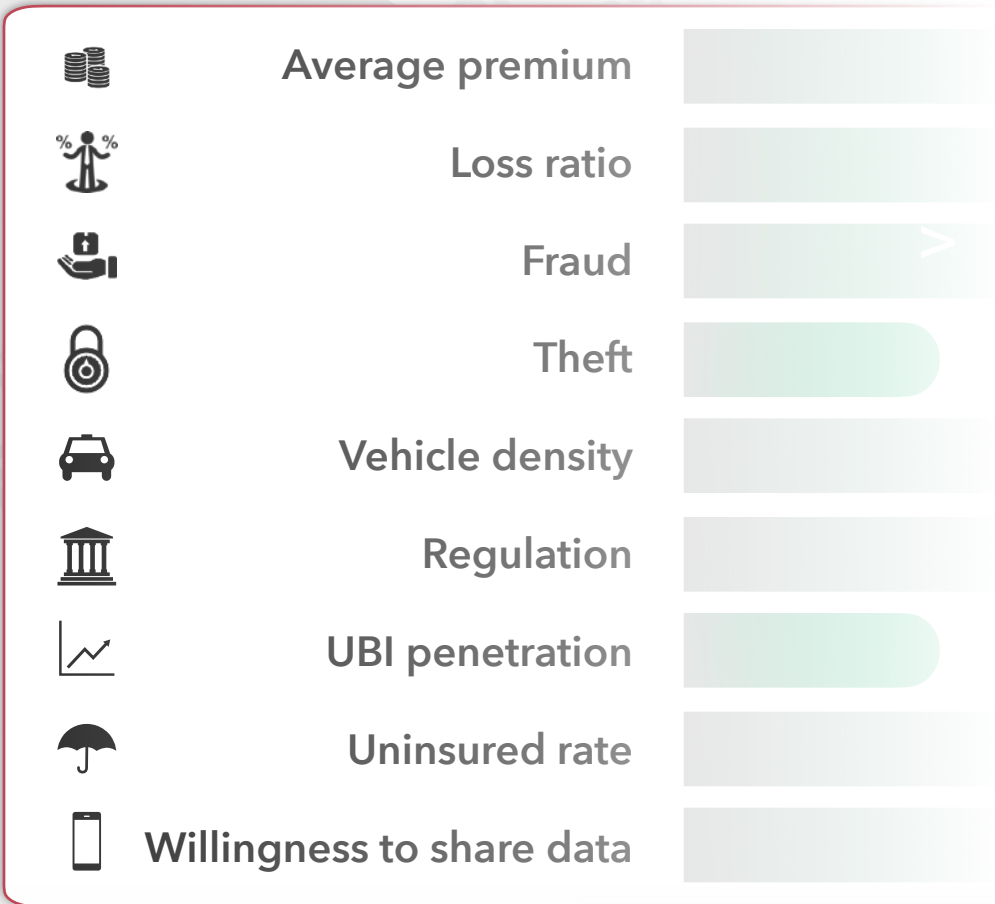 Average premium
% %
Loss ratio
Fraud
>
Theft
Vehicle density
Regulation
UBI penetration
Uninsured rate
Willingness to share data